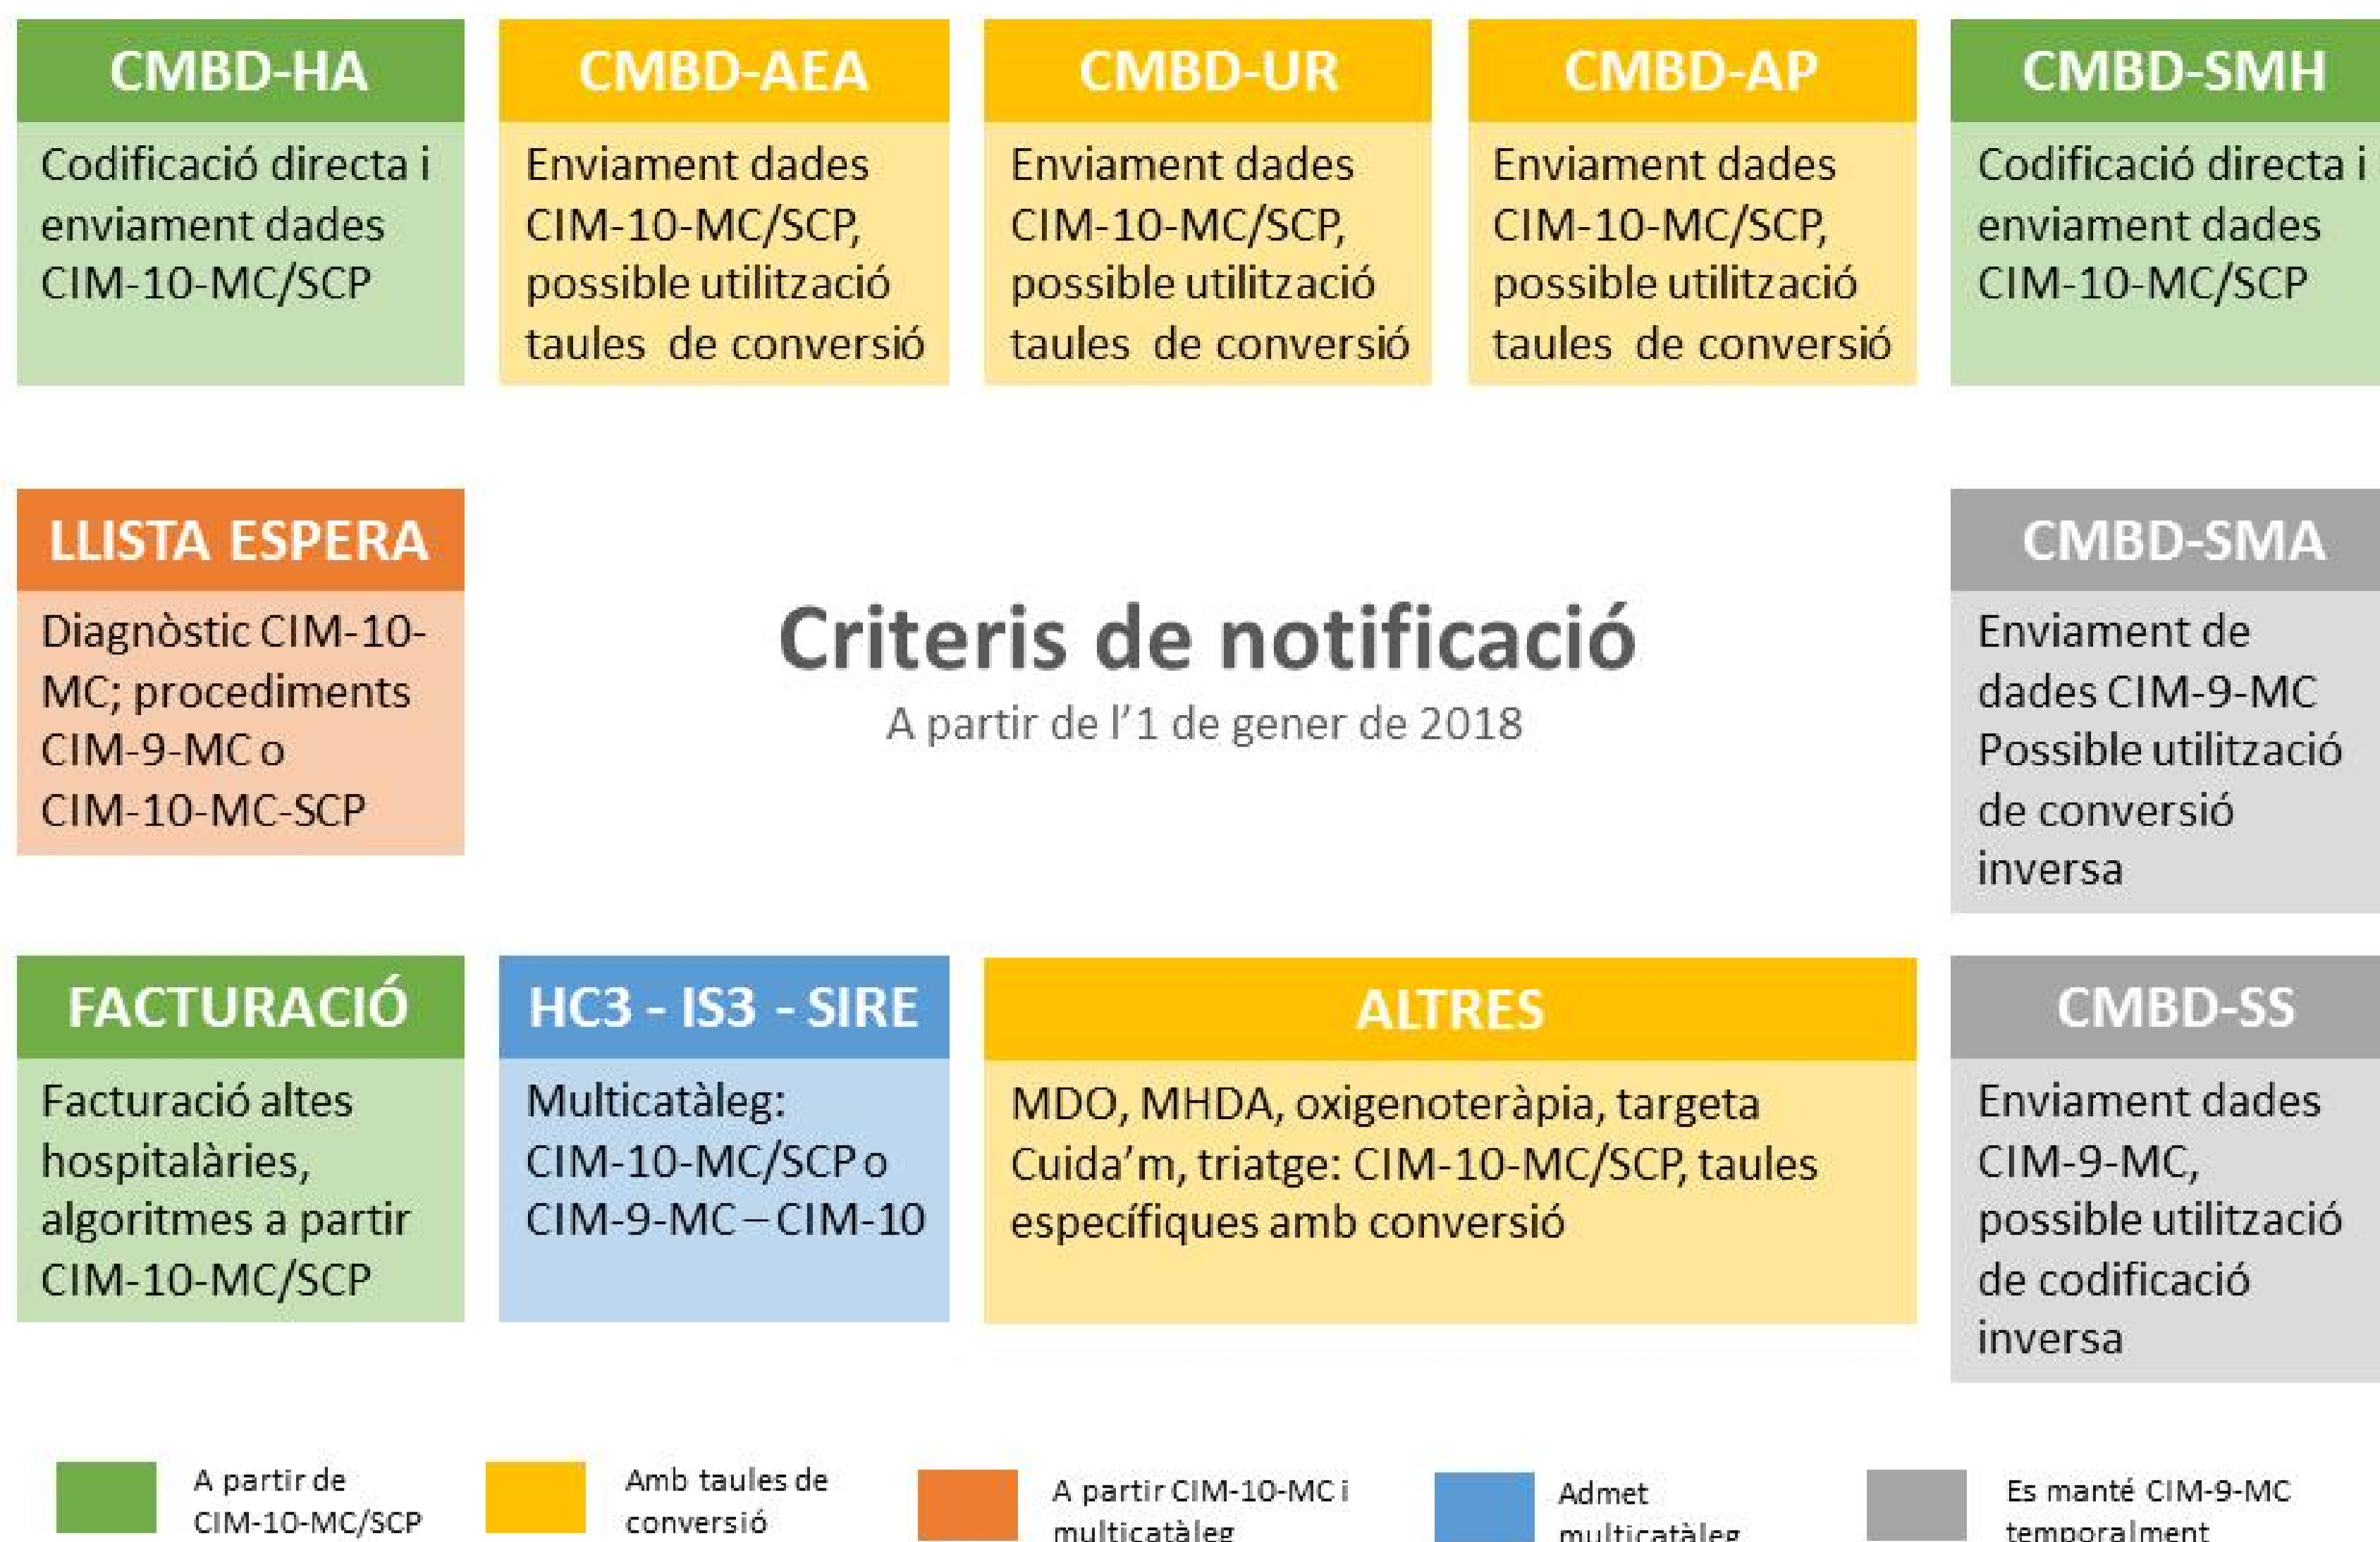 CMBD-HA
Codificació directa i
enviament dades
CIM-10-MC/SCP
CMBD-AEA
Enviament dades
CIM-10-MC/SCP,
possible utilització
taules de conversió
CMBD-UR
Enviament dades
CIM-10-MC/SCP,
possible utilització
taules de conversió
CMBD-AP
Enviament dades
CIM-10-MC/SCP,
possible utilització
taules de conversió
CMBD-SMH
Codificació directa i
enviament dades
CIM-10-MC/SCP
LLISTA ESPERA
Diagnòstic CIM-10-
MC; procediments
CIM-9-MC o
CIM-10-MC-SCP
Criteris de notificació
A partir de l’1 de gener de 2018
CMBD-SMA
Enviament de
dades CIM-9-MC
Possible utilització
de conversió
inversa
FACTURACIÓ
Facturació altes
hospitalàries,
algoritmes a partir
CIM-10-MC/SCP
HC3 - IS3 - SIRE
Multicatàleg:
CIM-10-MC/SCP o
CIM-9-MC – CIM-10
ALTRES
MDO, MHDA, oxigenoteràpia, targeta
Cuida’m, triatge: CIM-10-MC/SCP, taules
específiques amb conversió
CMBD-SS
Enviament dades
CIM-9-MC,
possible utilització
de codificació
inversa
A partir de
CIM-10-MC/SCP
Amb taules de
conversió
A partir CIM-10-MC i
multicatàleg
Admet
multicatàleg
Es manté CIM-9-MC
temporalment